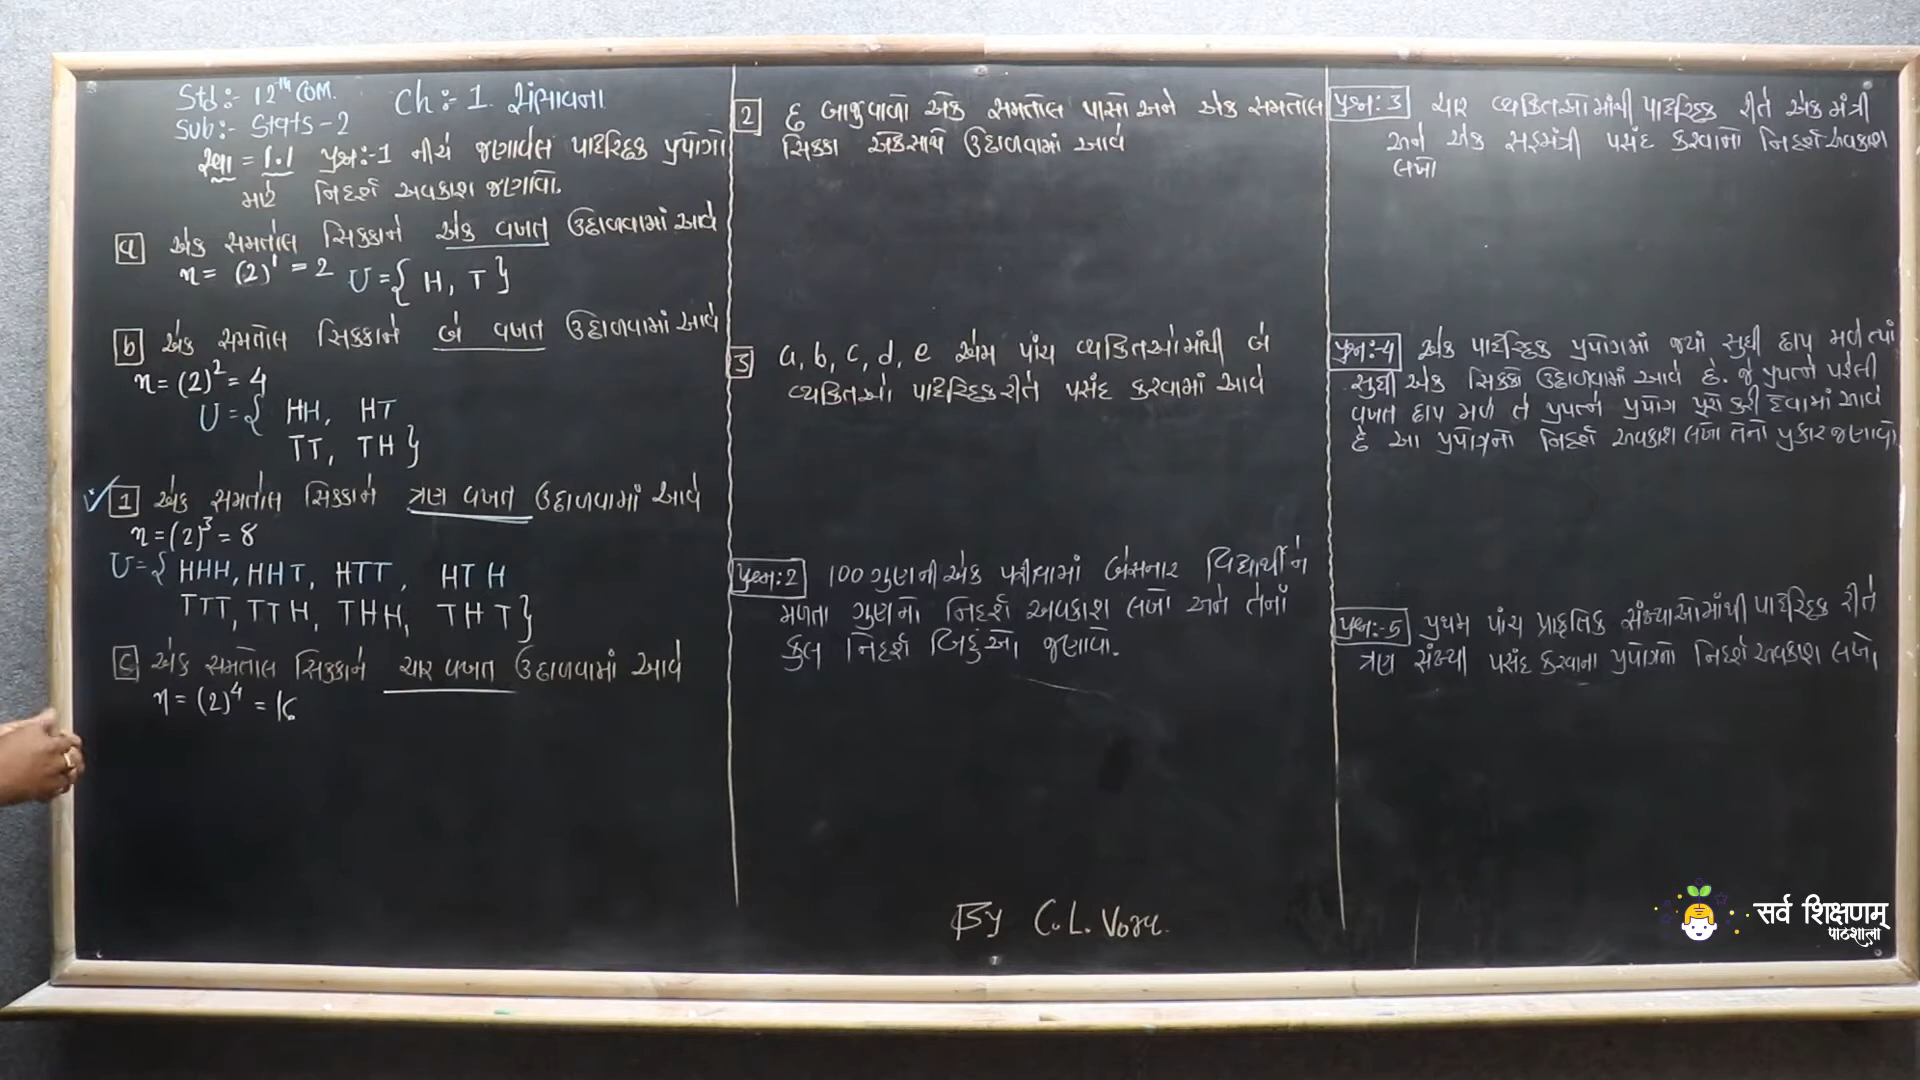 Std:- 12th Com.
Sub:- Stats-2
Ch:- 1. સંભાવના
સ્વા = 1.1 પ્રશ્ન:-1 નીચે જણાવેલ યાદચ્છિક પ્રયોગો
માટે નિદર્શ અવકાશ જણાવો.
a એક સમતોલ સિક્કાને એક વખત ઉછાળવામાં આવે
n = (2)¹ = 2 U = { H, T }
b એક સમતોલ સિક્કાને બે વખત ઉછાળવામાં આવે
n = (2)² = 4
U = { HH, HT
TT, TH }
1 એક સમતોલ સિક્કાને ત્રણ વખત ઉછાળવામાં આવે
n = (2)³ = 8
U = { HHH, HHT, HTT, HTH
TTT, TTH, THH, THT }
C એક સમતોલ સિક્કાને ચાર વખત ઉછાળવામાં આવે
n = (2)⁴ = 16
2 દ બાજુવાળો એક સમતોલ પાસો અને એક સમતોલ
સિક્કો એકસાથે ઉછાળવામાં આવે
3 a, b, c, d, e એમ પાંચ વ્યકિતઓમાંથી બે
વ્યકિતઓ યાદચ્છિક રીતે પસંદ કરવામાં આવે
પ્રશ્ન:2 100 ગુણની એક પરીક્ષામાં બેસનાર વિદ્યાર્થીને
મળતા ગુણનો નિદર્શ અવકાશ લખો અને તેનાં
કુલ નિદર્શ બિંદુઓ જણાવો.
By C.L. Vora.
પ્રશ્ન:3 ચાર વ્યકિતઓમાંથી યાદચ્છિક રીતે એક મંત્રી
અને એક સહમંત્રી પસંદ કરવાનો નિદર્શ અવકાશ
લખો
પ્રશ્ન:-4 એક યાદચ્છિક પ્રયોગમાં જ્યાં સુધી છાપ મળે ત્યાં
સુધી એક સિક્કો ઉછાળવામાં આવે છે. જે પ્રયત્ને પહેલી
વખત છાપ મળે તે પ્રયત્ને પ્રયોગ પૂરો કરી દેવામાં આવે
છે આ પ્રયોગનો નિદર્શ અવકાશ લખો તેનો પ્રકાર જણાવો
પ્રશ્ન:-5 પ્રથમ પાંચ પ્રાકૃતિક સંખ્યાઓમાંથી યાદચ્છિક રીતે
ત્રણ સંખ્યા પસંદ કરવાના પ્રયોગનો નિદર્શ અવકાશ લખો
सर्व शिक्षणम्
पाठशाला